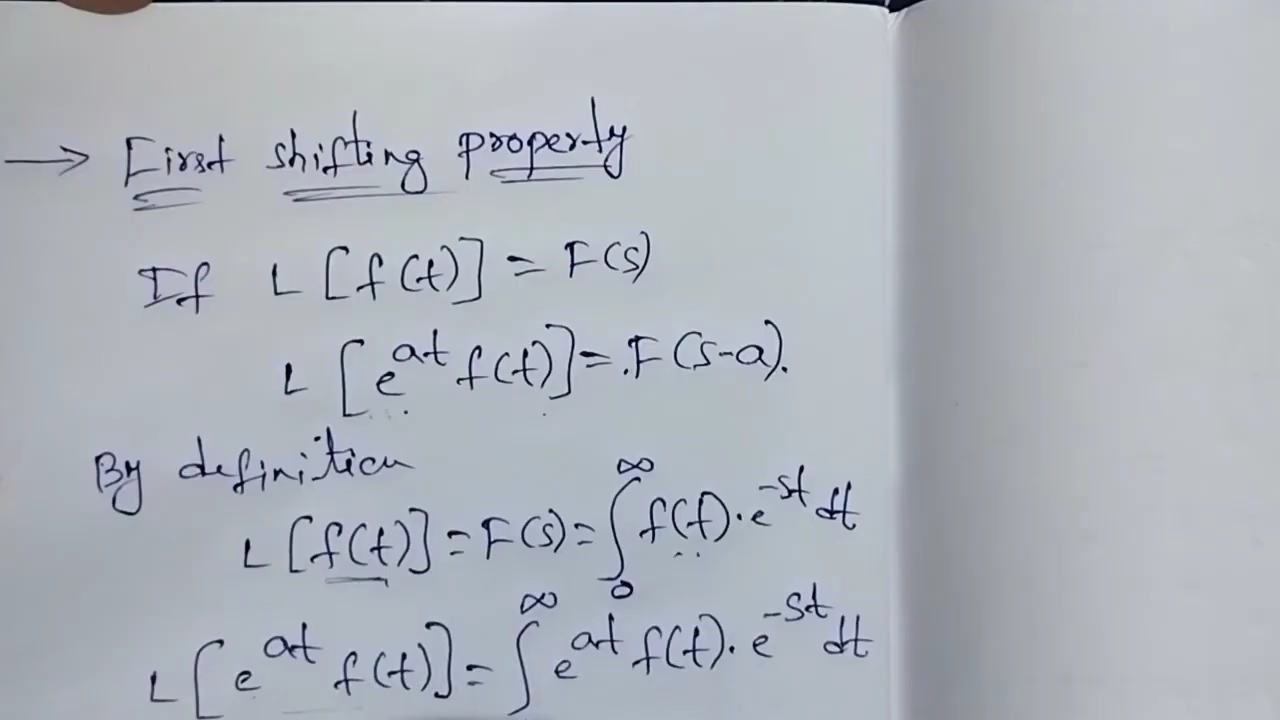 → First shifting property
If L[f(t)] = F(s)
L[e^{at} f(t)] = .F(s-a).
By definition
L[f(t)] = F(s) = ∫_0^∞ f(t)·e^{-st} dt
L[e^{at} f(t)] = ∫^∞ e^{at} f(t)·e^{-st} dt